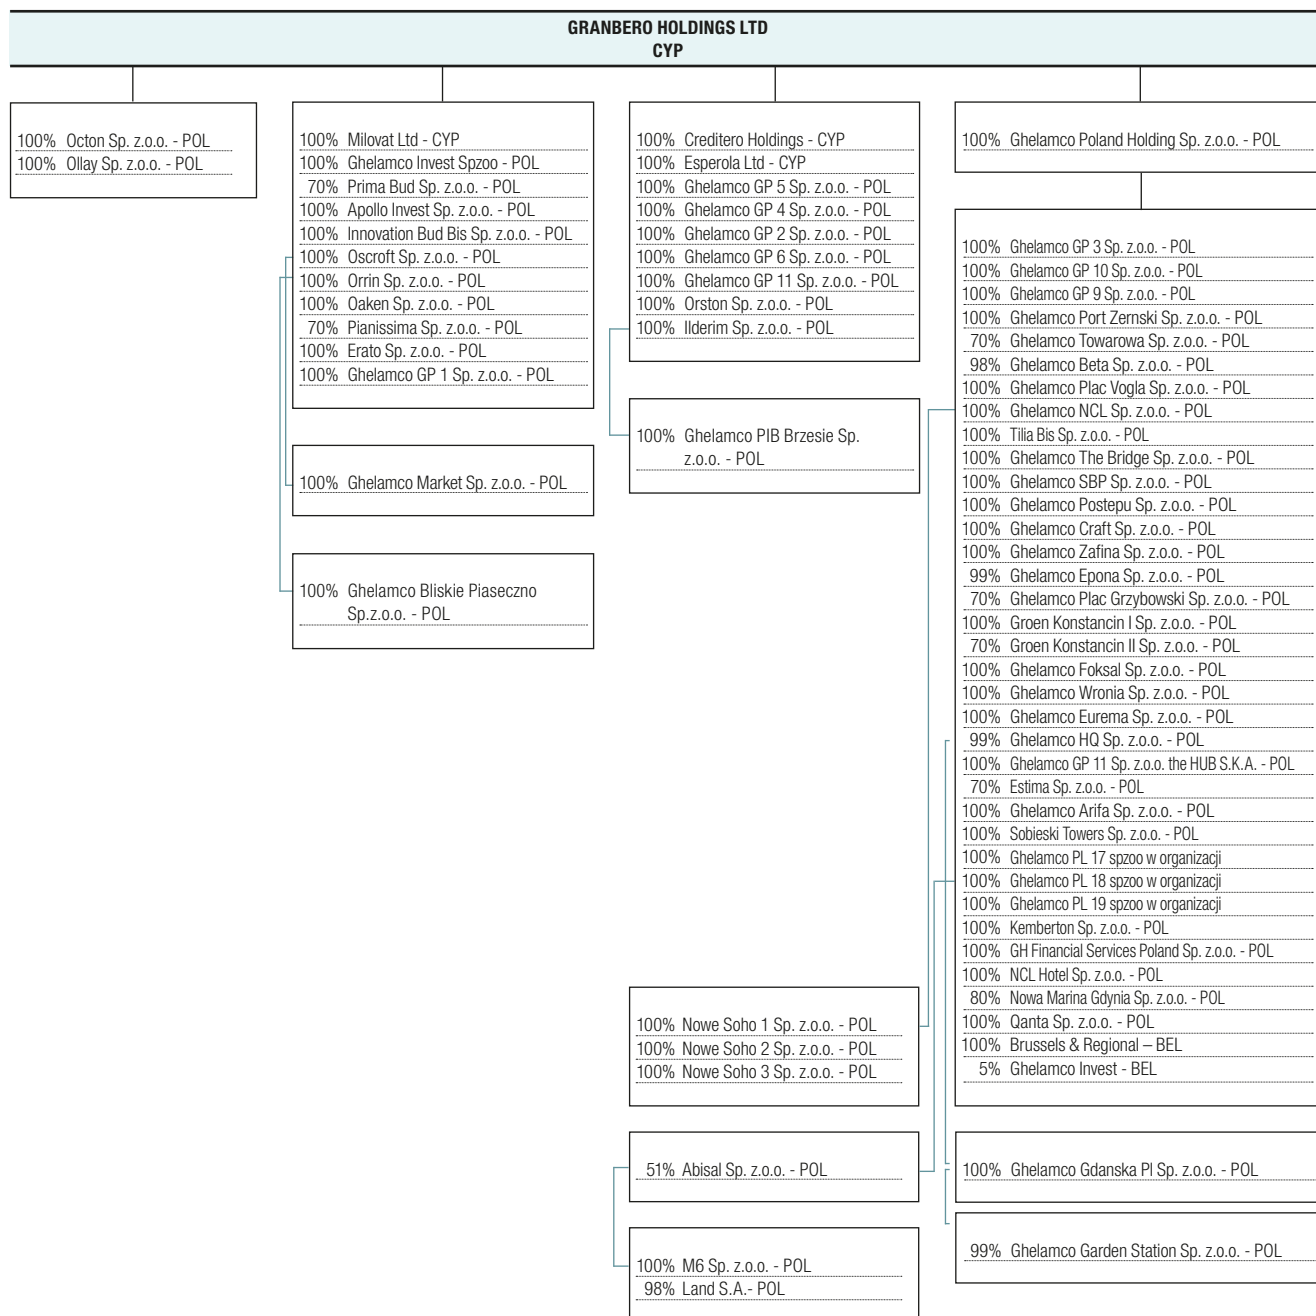 GRANBERO HOLDINGS LTD
CYP
100% Octon Sp. z.o.o. - POL
100% Ollay Sp. z.o.o. - POL
100% Milovat Ltd - CYP
100% Ghelamco Invest Spzoo - POL
70% Prima Bud Sp. z.o.o. - POL
100% Apollo Invest Sp. z.o.o. - POL
100% Innovation Bud Bis Sp. z.o.o. - POL
100% Oscroft Sp. z.o.o. - POL
100% Orrin Sp. z.o.o. - POL
100% Oaken Sp. z.o.o. - POL
70% Pianissima Sp. z.o.o. - POL
100% Erato Sp. z.o.o. - POL
100% Ghelamco GP 1 Sp. z.o.o. - POL
100% Ghelamco Market Sp. z.o.o. - POL
100% Ghelamco Bliskie Piaseczno
Sp.z.o.o. - POL
100% Creditero Holdings - CYP
100% Esperola Ltd - CYP
100% Ghelamco GP 5 Sp. z.o.o. - POL
100% Ghelamco GP 4 Sp. z.o.o. - POL
100% Ghelamco GP 2 Sp. z.o.o. - POL
100% Ghelamco GP 6 Sp. z.o.o. - POL
100% Ghelamco GP 11 Sp. z.o.o. - POL
100% Orston Sp. z.o.o. - POL
100% Ilderim Sp. z.o.o. - POL
100% Ghelamco PIB Brzesie Sp.
z.o.o. - POL
100% Nowe Soho 1 Sp. z.o.o. - POL
100% Nowe Soho 2 Sp. z.o.o. - POL
100% Nowe Soho 3 Sp. z.o.o. - POL
51% Abisal Sp. z.o.o. - POL
100% M6 Sp. z.o.o. - POL
98% Land S.A.- POL
100% Ghelamco Poland Holding Sp. z.o.o. - POL
100% Ghelamco GP 3 Sp. z.o.o. - POL
100% Ghelamco GP 10 Sp. z.o.o. - POL
100% Ghelamco GP 9 Sp. z.o.o. - POL
100% Ghelamco Port Zernski Sp. z.o.o. - POL
70% Ghelamco Towarowa Sp. z.o.o. - POL
98% Ghelamco Beta Sp. z.o.o. - POL
100% Ghelamco Plac Vogla Sp. z.o.o. - POL
100% Ghelamco NCL Sp. z.o.o. - POL
100% Tilia Bis Sp. z.o.o. - POL
100% Ghelamco The Bridge Sp. z.o.o. - POL
100% Ghelamco SBP Sp. z.o.o. - POL
100% Ghelamco Postepu Sp. z.o.o. - POL
100% Ghelamco Craft Sp. z.o.o. - POL
100% Ghelamco Zafina Sp. z.o.o. - POL
99% Ghelamco Epona Sp. z.o.o. - POL
70% Ghelamco Plac Grzybowski Sp. z.o.o. - POL
100% Groen Konstancin I Sp. z.o.o. - POL
70% Groen Konstancin II Sp. z.o.o. - POL
100% Ghelamco Foksal Sp. z.o.o. - POL
100% Ghelamco Wronia Sp. z.o.o. - POL
100% Ghelamco Eurema Sp. z.o.o. - POL
99% Ghelamco HQ Sp. z.o.o. - POL
100% Ghelamco GP 11 Sp. z.o.o. the HUB S.K.A. - POL
70% Estima Sp. z.o.o. - POL
100% Ghelamco Arifa Sp. z.o.o. - POL
100% Sobieski Towers Sp. z.o.o. - POL
100% Ghelamco PL 17 spzoo w organizacji
100% Ghelamco PL 18 spzoo w organizacji
100% Ghelamco PL 19 spzoo w organizacji
100% Kemberton Sp. z.o.o. - POL
100% GH Financial Services Poland Sp. z.o.o. - POL
100% NCL Hotel Sp. z.o.o. - POL
80% Nowa Marina Gdynia Sp. z.o.o. - POL
100% Qanta Sp. z.o.o. - POL
100% Brussels & Regional – BEL
5% Ghelamco Invest - BEL
100% Ghelamco Gdanska Pl Sp. z.o.o. - POL
99% Ghelamco Garden Station Sp. z.o.o. - POL